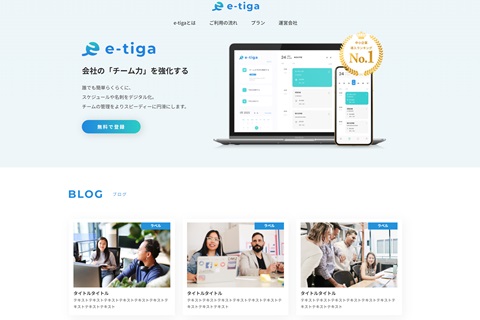 e-tiga
e-tigaとは　ご利用の流れ　プラン　運営会社
e-tiga
会社の「チーム力」を強化する
誰でも簡単らくらくに。
スケジュールや名刺をデジタル化。
チームの管理をよりスピーディーに円滑にします。
無料で登録
No.1
e-tiga
24
24
BLOG ブログ
ラベル
ラベル
ラベル
タイトルタイトル
テキストテキストテキストテキストテキストテキストテキストテキストテキスト
タイトルタイトル
テキストテキストテキストテキストテキストテキストテキストテキストテキスト
タイトルタイトル
テキストテキストテキストテキストテキストテキストテキストテキストテキスト